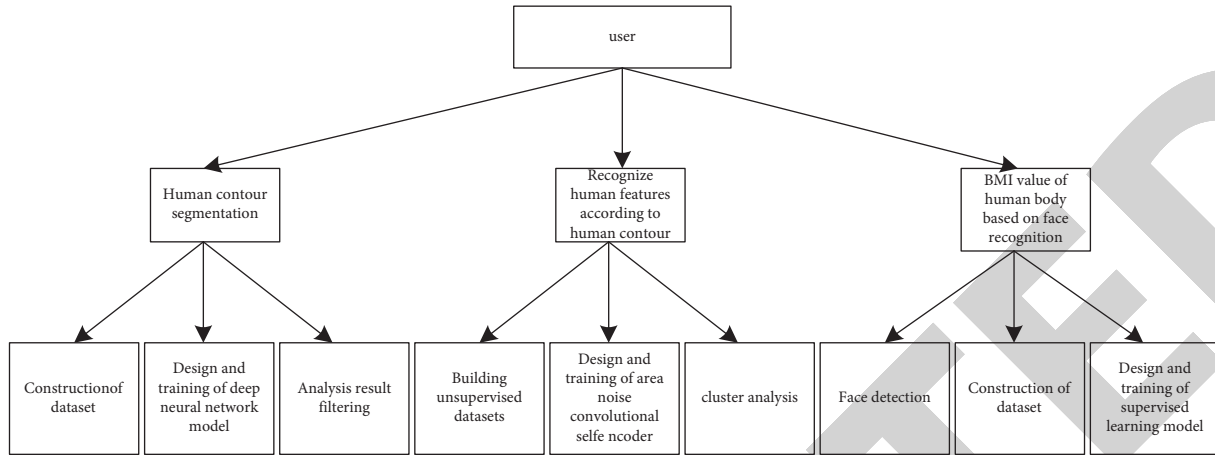 user
Human contour
segmentation
Recognize
human features
according to
human contour
BMI value of
human body
based on face
recognition
Constructionof
dataset
Design and
training of deep
neural network
model
Analysis result
filtering
Building
unsupervised
datasets
Design and
training of area
noise
convolutional
selfe ncoder
cluster analysis
Face detection
Construction of
dataset
Design and
training of
supervised
learning model
TED